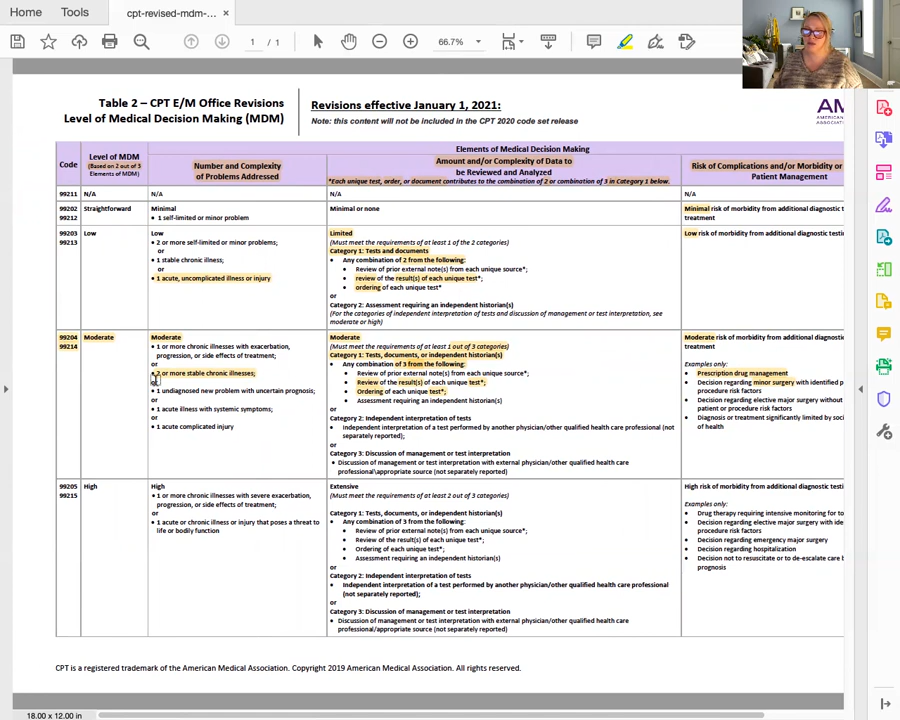 Home
Tools
cpt-revised-mdm-...
×
1 / 1
66.7%
Table 2 – CPT E/M Office Revisions
Level of Medical Decision Making (MDM)
Revisions effective January 1, 2021:
Note: this content will not be included in the CPT 2020 code set release
AM
AMERICAN
ASSOCIAT
Elements of Medical Decision Making
Code
Level of MDM
(Based on 2 out of 3
Elements of MDM)
Number and Complexity
of Problems Addressed
Amount and/or Complexity of Data to
be Reviewed and Analyzed
*Each unique test, order, or document contributes to the combination of 2 or combination of 3 in Category 1 below.
Risk of Complications and/or Morbidity or
Patient Management
99211
N/A
N/A
N/A
N/A
99202
99212
Straightforward
Minimal
• 1 self-limited or minor problem
Minimal or none
Minimal risk of morbidity from additional diagnostic t
treatment
99203
99213
Low
Low
• 2 or more self-limited or minor problems;
or
• 1 stable chronic illness;
or
• 1 acute, uncomplicated illness or injury
Limited
(Must meet the requirements of at least 1 of the 2 categories)
Category 1: Tests and documents
• Any combination of 2 from the following:
• Review of prior external note(s) from each unique source*;
• review of the result(s) of each unique test*;
• ordering of each unique test*
or
Category 2: Assessment requiring an independent historian(s)
(For the categories of independent interpretation of tests and discussion of management or test interpretation, see
moderate or high)
Low risk of morbidity from additional diagnostic testi
99204
99214
Moderate
Moderate
• 1 or more chronic illnesses with exacerbation,
progression, or side effects of treatment;
or
• 2 or more stable chronic illnesses;
or
• 1 undiagnosed new problem with uncertain prognosis;
or
• 1 acute illness with systemic symptoms;
or
• 1 acute complicated injury
Moderate
(Must meet the requirements of at least 1 out of 3 categories)
Category 1: Tests, documents, or independent historian(s)
• Any combination of 3 from the following:
• Review of prior external note(s) from each unique source*;
• Review of the result(s) of each unique test*;
• Ordering of each unique test*;
• Assessment requiring an independent historian(s)
or
Category 2: Independent interpretation of tests
• Independent interpretation of a test performed by another physician/other qualified health care professional (not
separately reported);
or
Category 3: Discussion of management or test interpretation
• Discussion of management or test interpretation with external physician/other qualified health care
professional\appropriate source (not separately reported)
Moderate risk of morbidity from additional diagnosti
treatment
Examples only:
• Prescription drug management
• Decision regarding minor surgery with identified p
procedure risk factors
• Decision regarding elective major surgery without
patient or procedure risk factors
• Diagnosis or treatment significantly limited by soci
of health
99205
99215
High
High
• 1 or more chronic illnesses with severe exacerbation,
progression, or side effects of treatment;
or
• 1 acute or chronic illness or injury that poses a threat to
life or bodily function
Extensive
(Must meet the requirements of at least 2 out of 3 categories)
Category 1: Tests, documents, or independent historian(s)
• Any combination of 3 from the following:
• Review of prior external note(s) from each unique source*;
• Review of the result(s) of each unique test*;
• Ordering of each unique test*;
• Assessment requiring an independent historian(s)
or
Category 2: Independent interpretation of tests
• Independent interpretation of a test performed by another physician/other qualified health care professional
(not separately reported);
or
Category 3: Discussion of management or test interpretation
• Discussion of management or test interpretation with external physician/other qualified health care
professional/appropriate source (not separately reported)
High risk of morbidity from additional diagnostic testi
Examples only:
• Drug therapy requiring intensive monitoring for to
• Decision regarding elective major surgery with ide
procedure risk factors
• Decision regarding emergency major surgery
• Decision regarding hospitalization
• Decision not to resuscitate or to de-escalate care b
prognosis
CPT is a registered trademark of the American Medical Association. Copyright 2019 American Medical Association. All rights reserved.
18.00 x 12.00 in